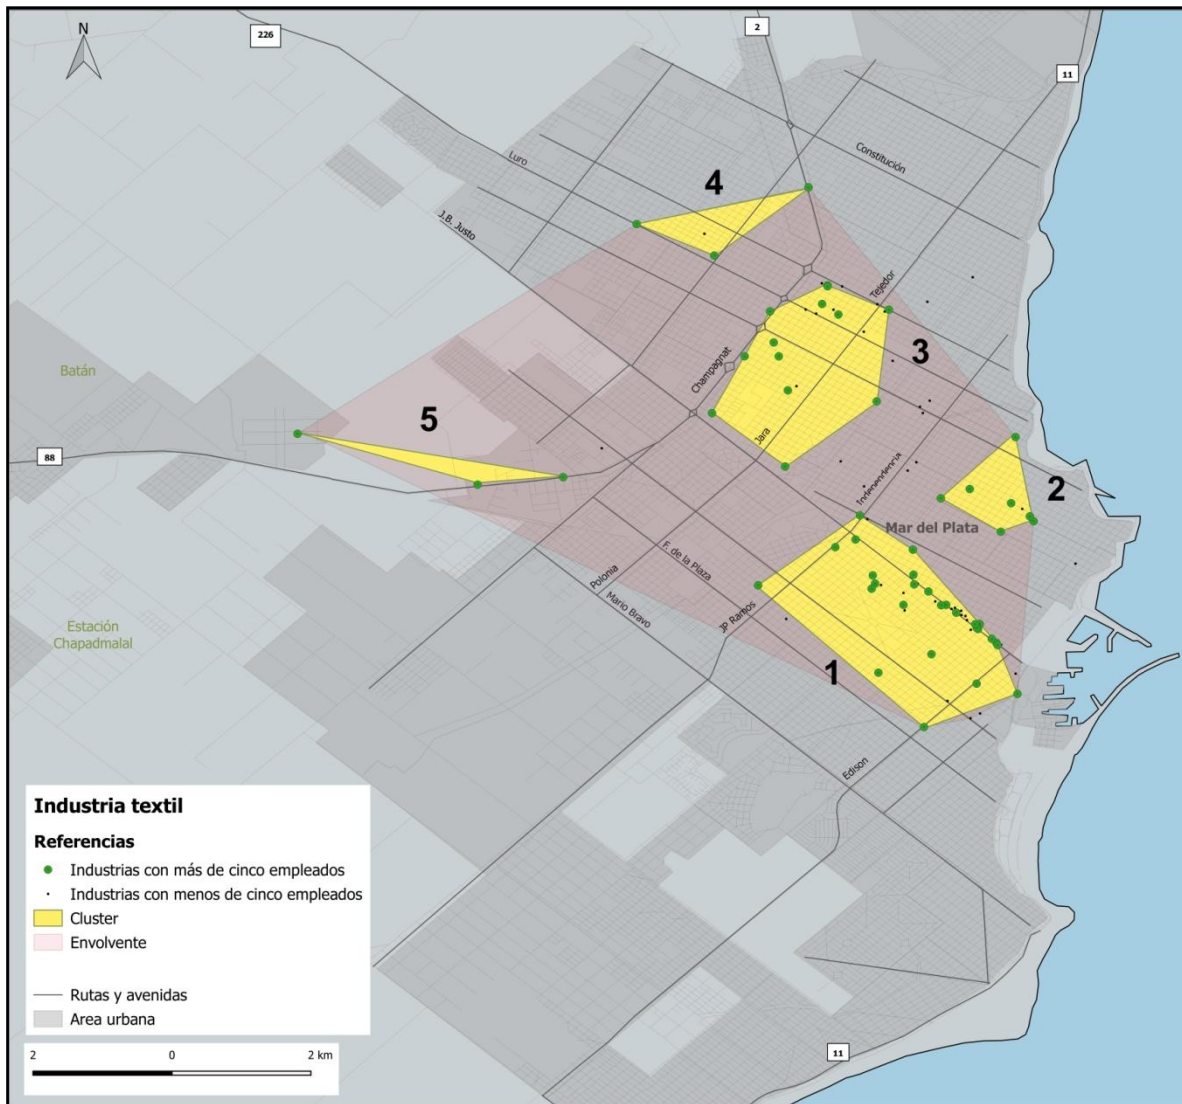 N
226
2
11
Constitución
Luro
4
J.B. Justo
Tejedor
3
Champagnat
Batán
5
Jara
88
Independencia
2
Mar del Plata
F. de la Plaza
Polonia
Mario Bravo
JP Ramos
Estación
Chapadmalal
1
Edison
Industria textil
Referencias
Industrias con más de cinco empleados
Industrias con menos de cinco empleados
Cluster
Envolvente
Rutas y avenidas
Area urbana
2 0 2 km
11